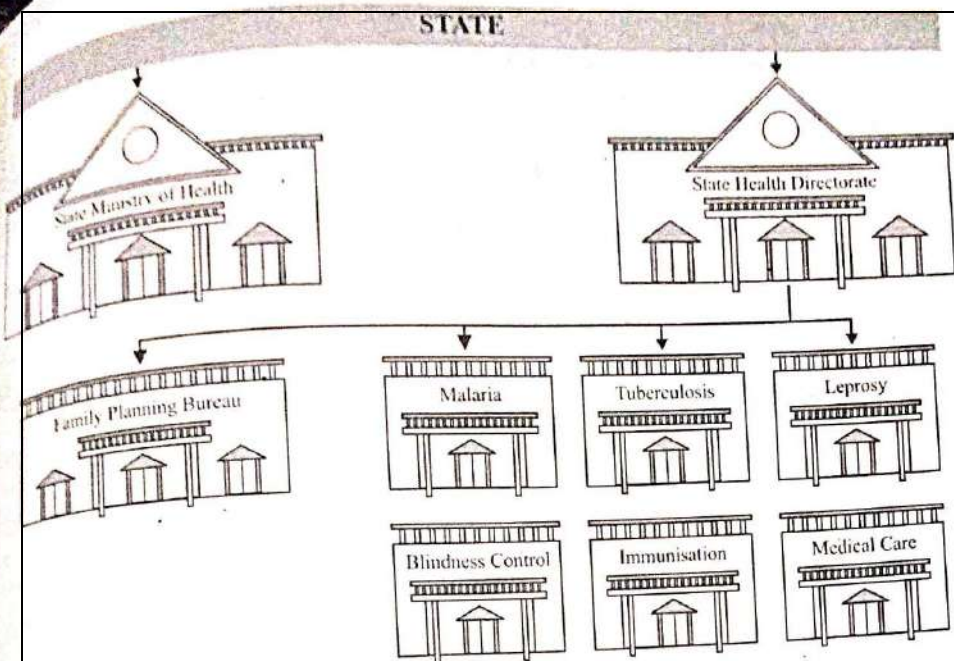 STATE
State Ministry of Health
State Health Directorate
Family Planning Bureau
Malaria
Tuberculosis
Leprosy
Blindness Control
Immunisation
Medical Care